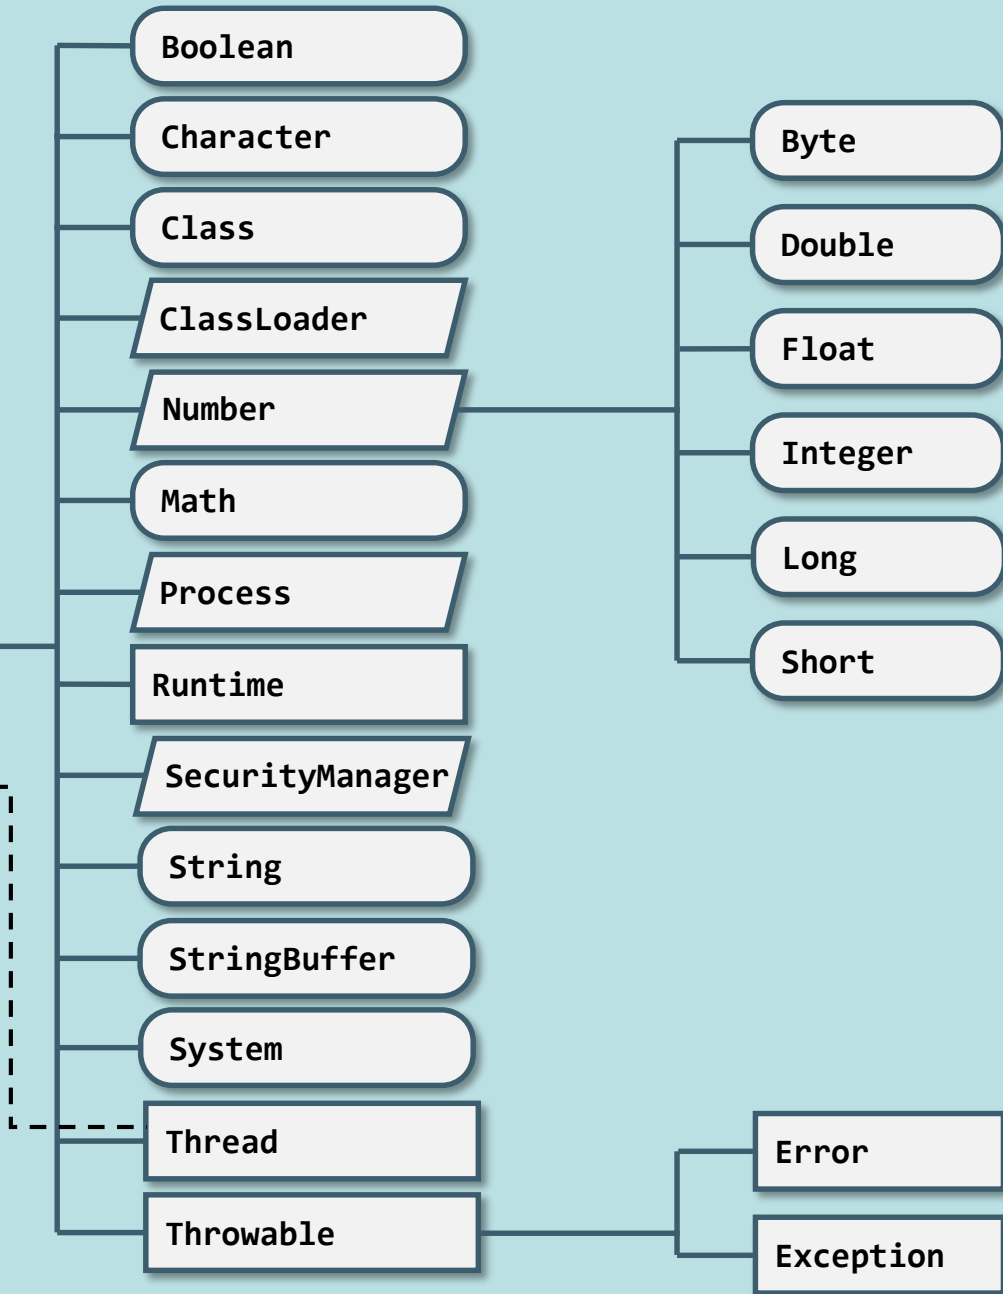 Boolean
Character
Class
ClassLoader
Number
Math
Process
Runtime
SecurityManager
String
StringBuffer
System
Thread
Throwable
Byte
Double
Float
Integer
Long
Short
Error
Exception